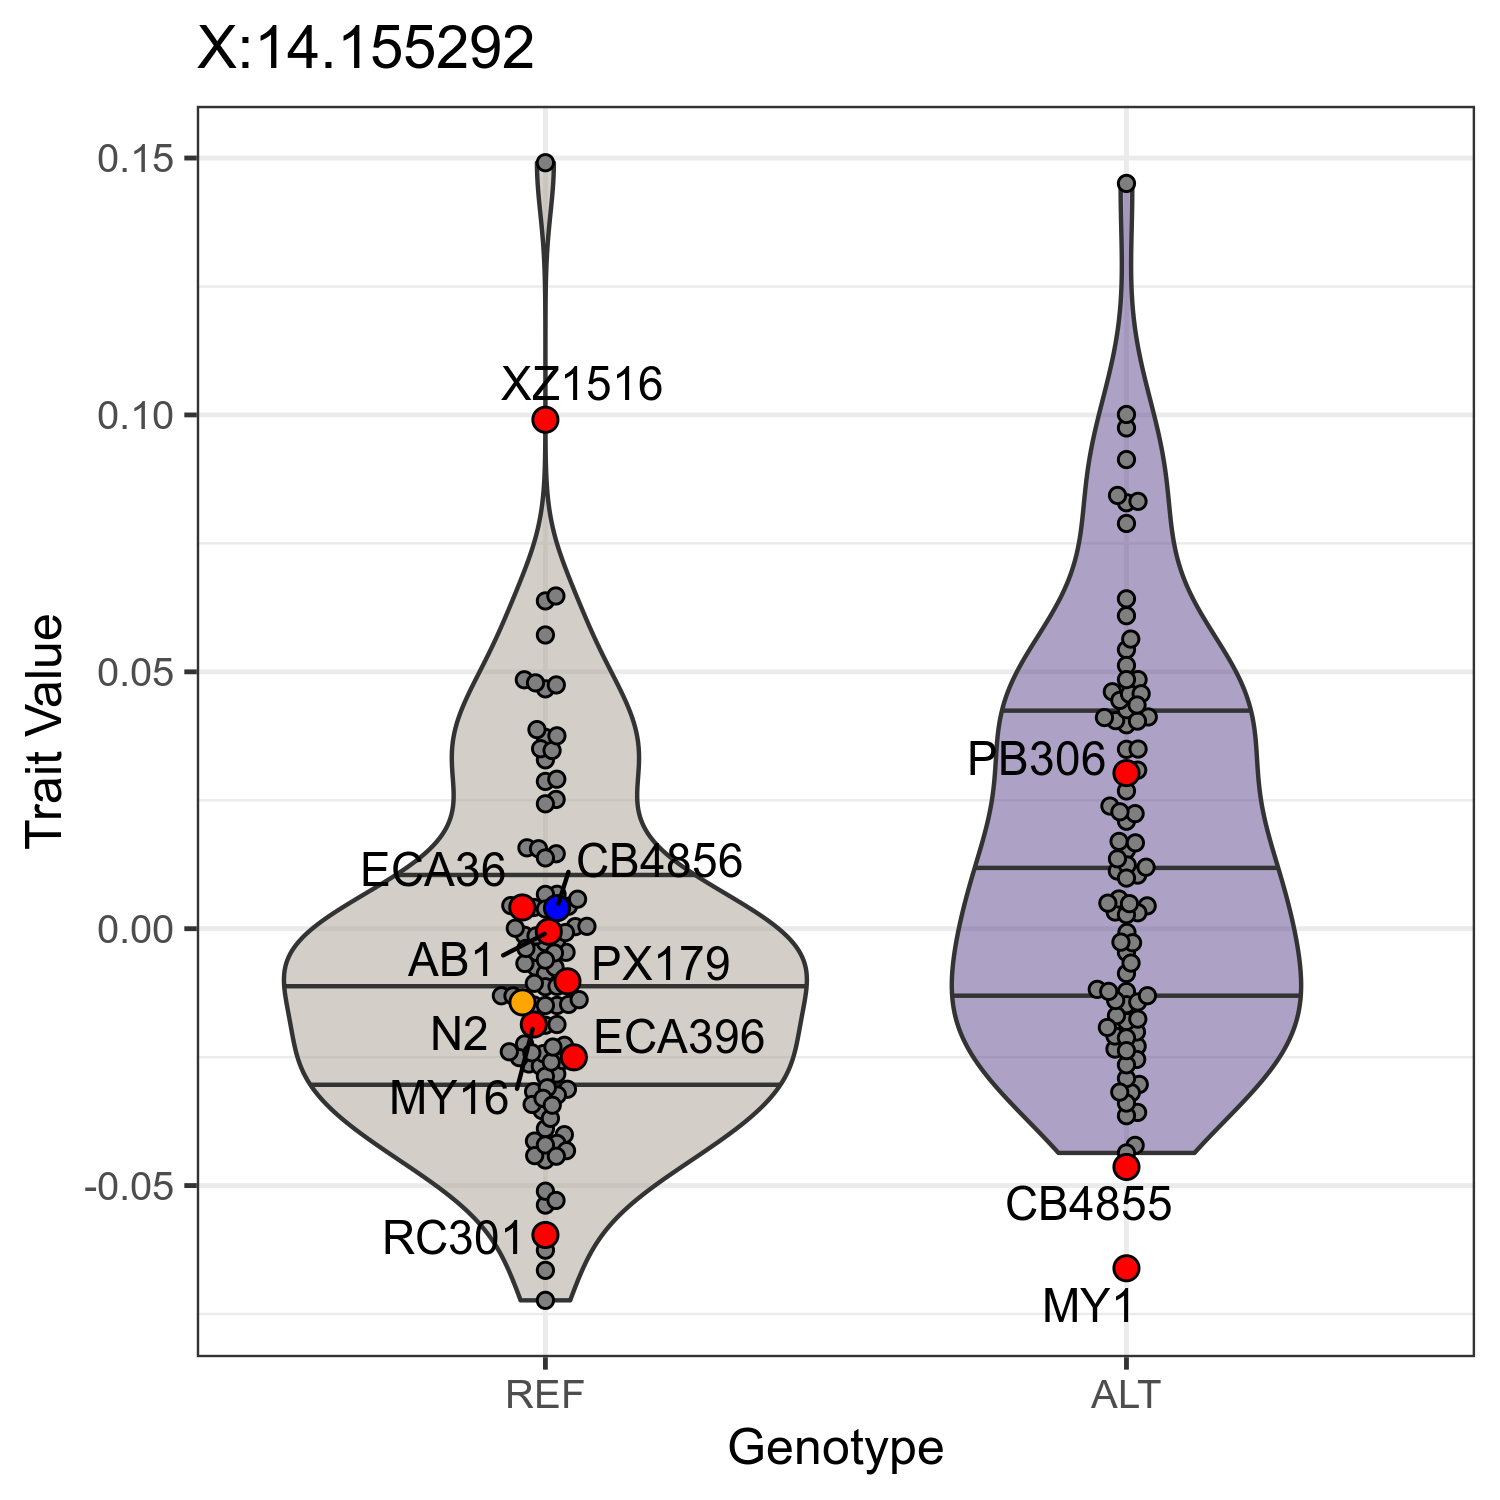 X:14.155292
0.15
0.10
0.05
0.00
-0.05
Trait Value
XZ1516
ECA36
CB4856
AB1
PX179
N2
ECA396
MY16
RC301
PB306
CB4855
MY1
REF
ALT
Genotype